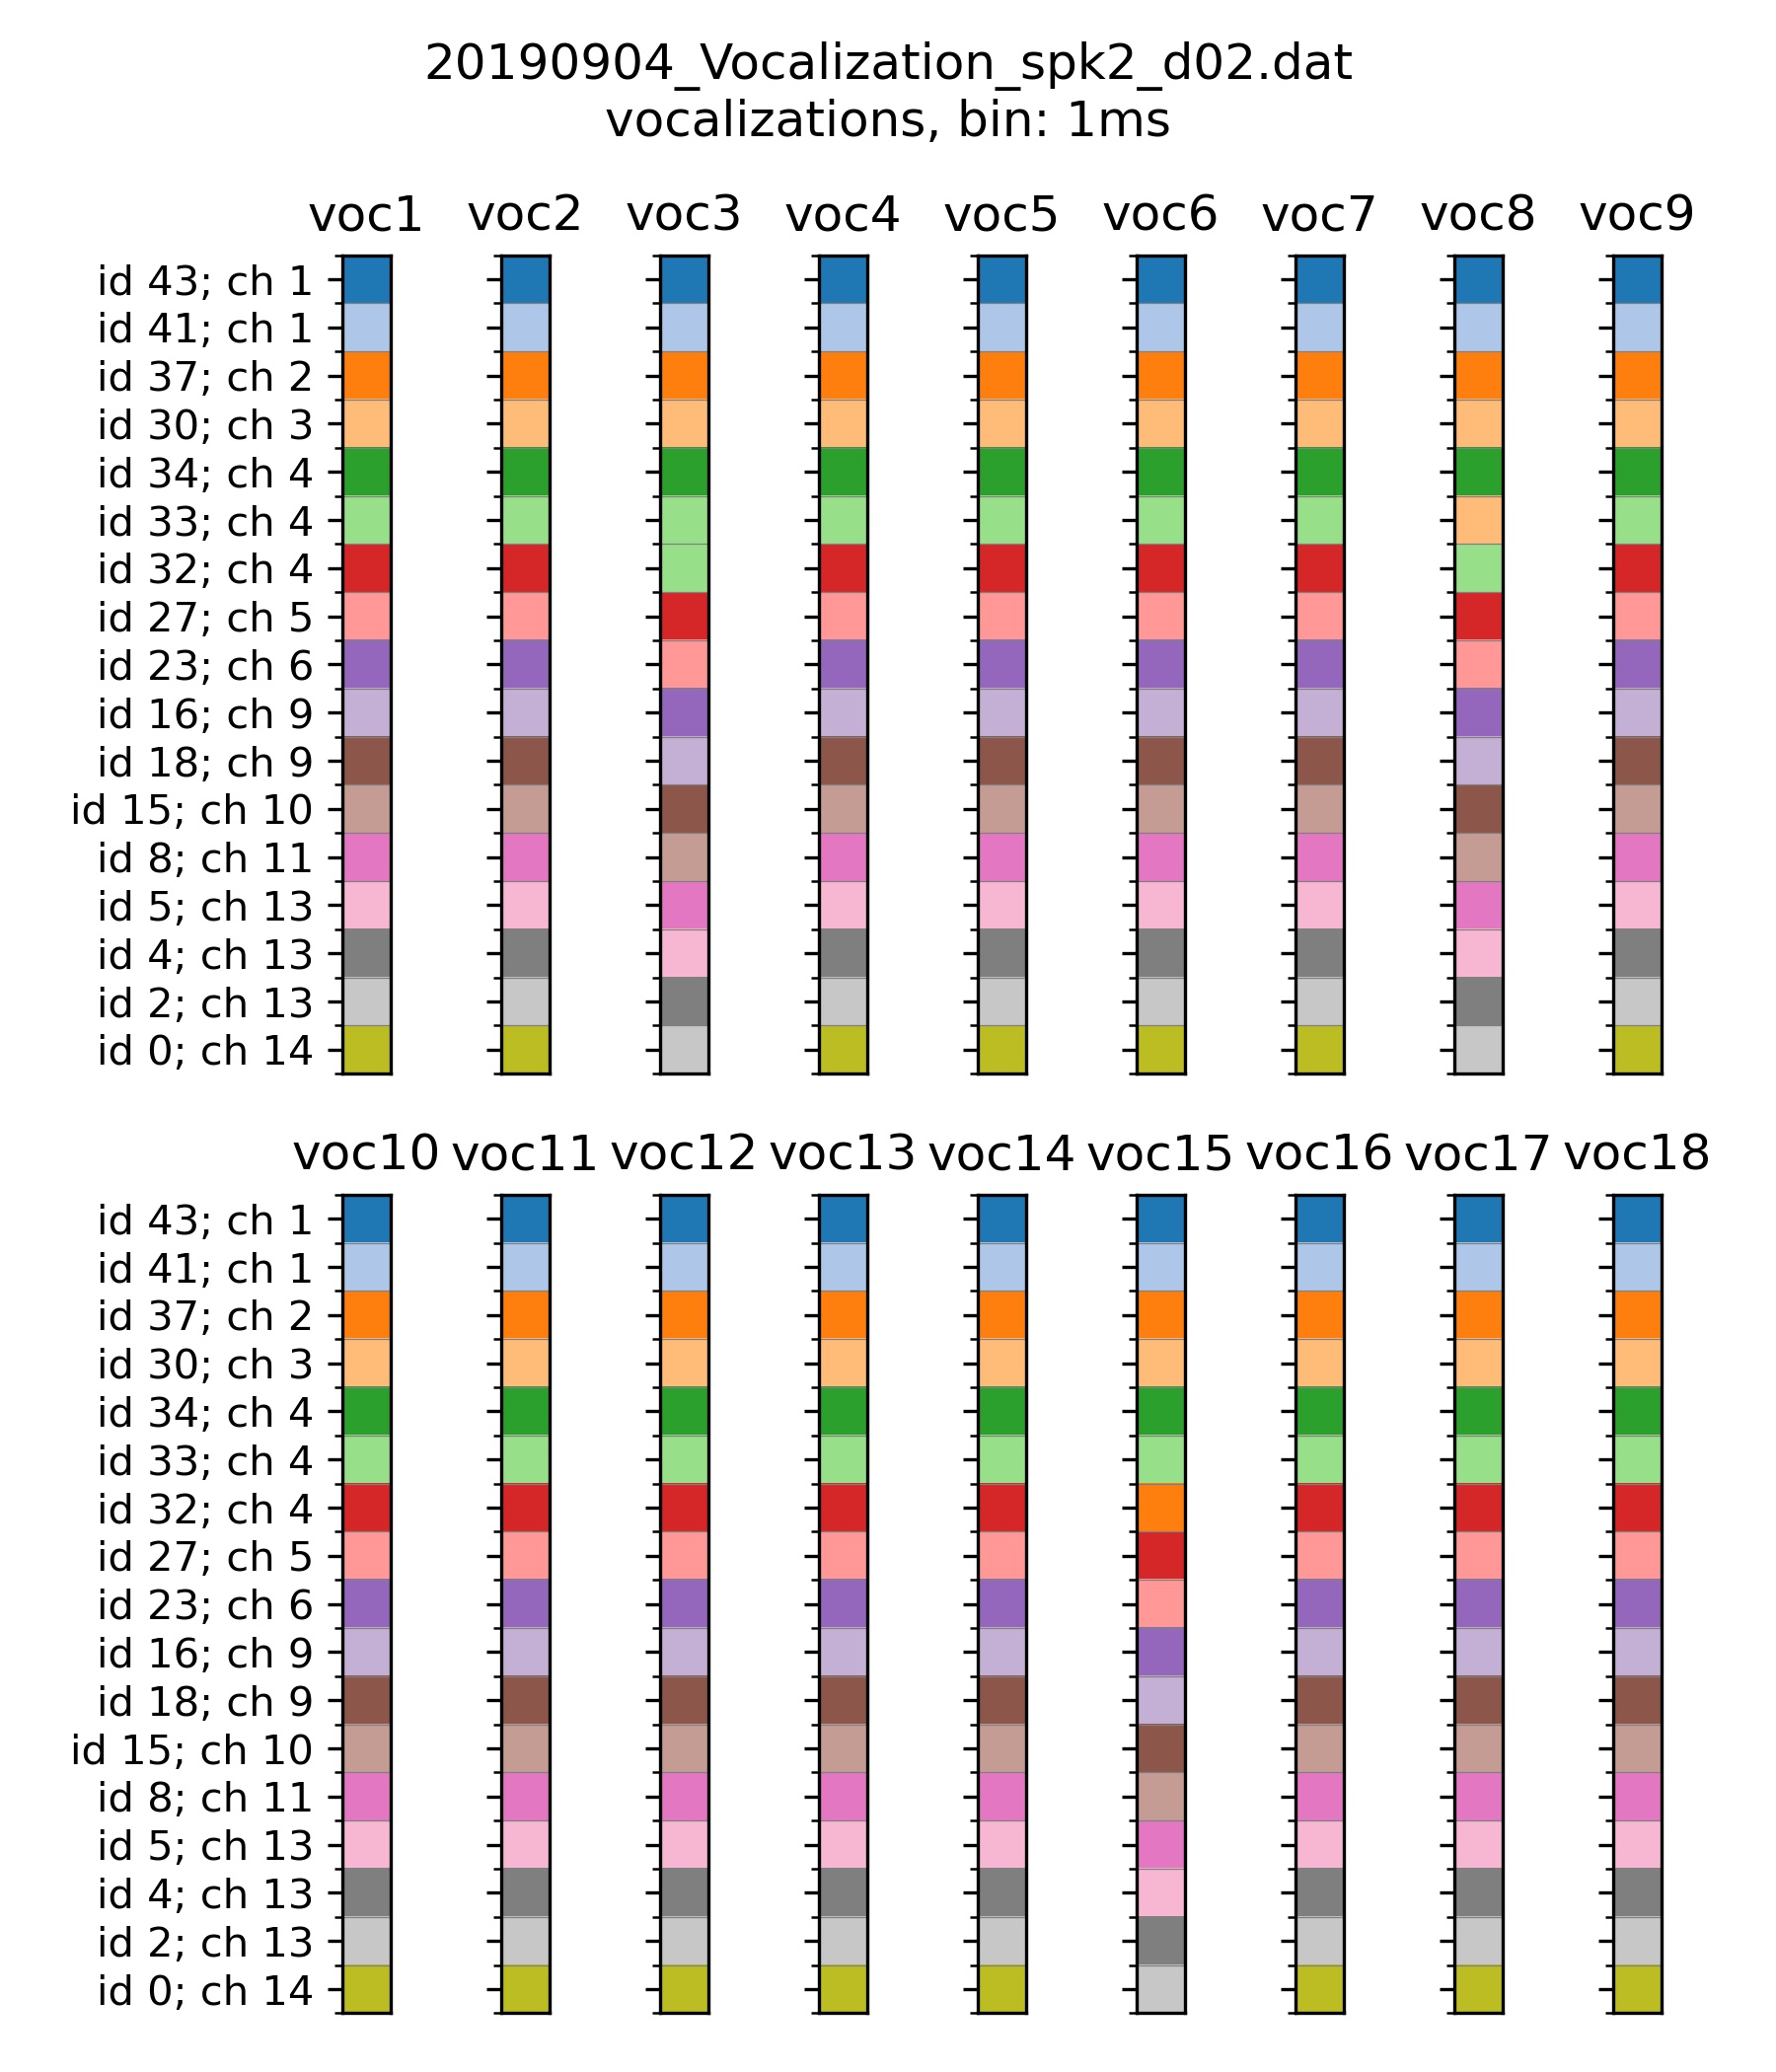 20190904_Vocalization_spk2_d02.dat
vocalizations, bin: 1ms
voc1 voc2 voc3 voc4 voc5 voc6 voc7 voc8 voc9
id 43; ch 1
id 41; ch 1
id 37; ch 2
id 30; ch 3
id 34; ch 4
id 33; ch 4
id 32; ch 4
id 27; ch 5
id 23; ch 6
id 16; ch 9
id 18; ch 9
id 15; ch 10
id 8; ch 11
id 5; ch 13
id 4; ch 13
id 2; ch 13
id 0; ch 14
voc10 voc11 voc12 voc13 voc14 voc15 voc16 voc17 voc18
id 43; ch 1
id 41; ch 1
id 37; ch 2
id 30; ch 3
id 34; ch 4
id 33; ch 4
id 32; ch 4
id 27; ch 5
id 23; ch 6
id 16; ch 9
id 18; ch 9
id 15; ch 10
id 8; ch 11
id 5; ch 13
id 4; ch 13
id 2; ch 13
id 0; ch 14